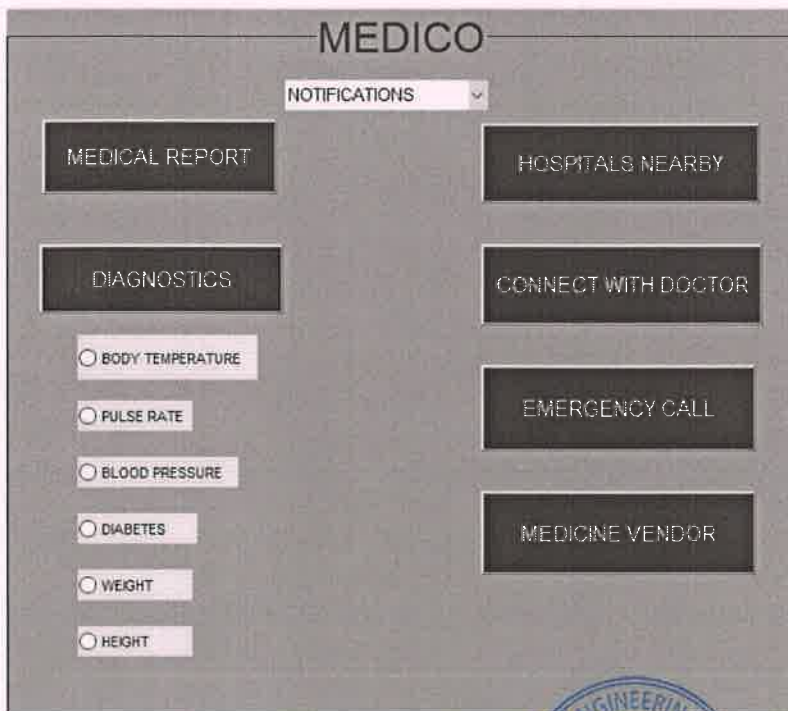 MEDICO
NOTIFICATIONS
MEDICAL REPORT
HOSPITALS NEARBY
DIAGNOSTICS
CONNECT WITH DOCTOR
BODY TEMPERATURE
EMERGENCY CALL
PULSE RATE
BLOOD PRESSURE
DIABETES
MEDICINE VENDOR
WEIGHT
HEIGHT